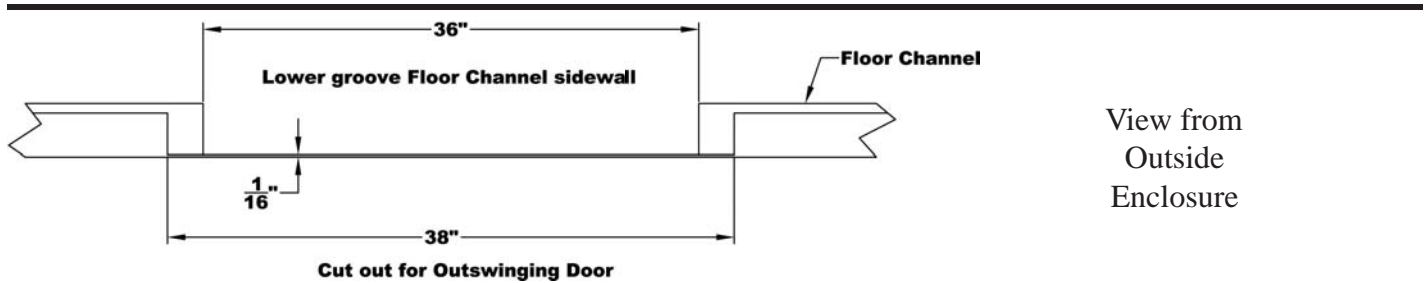 36"
Lower groove Floor Channel sidewall
Floor Channel
View from
Outside
Enclosure
1/16"
38"
Cut out for Outswinging Door